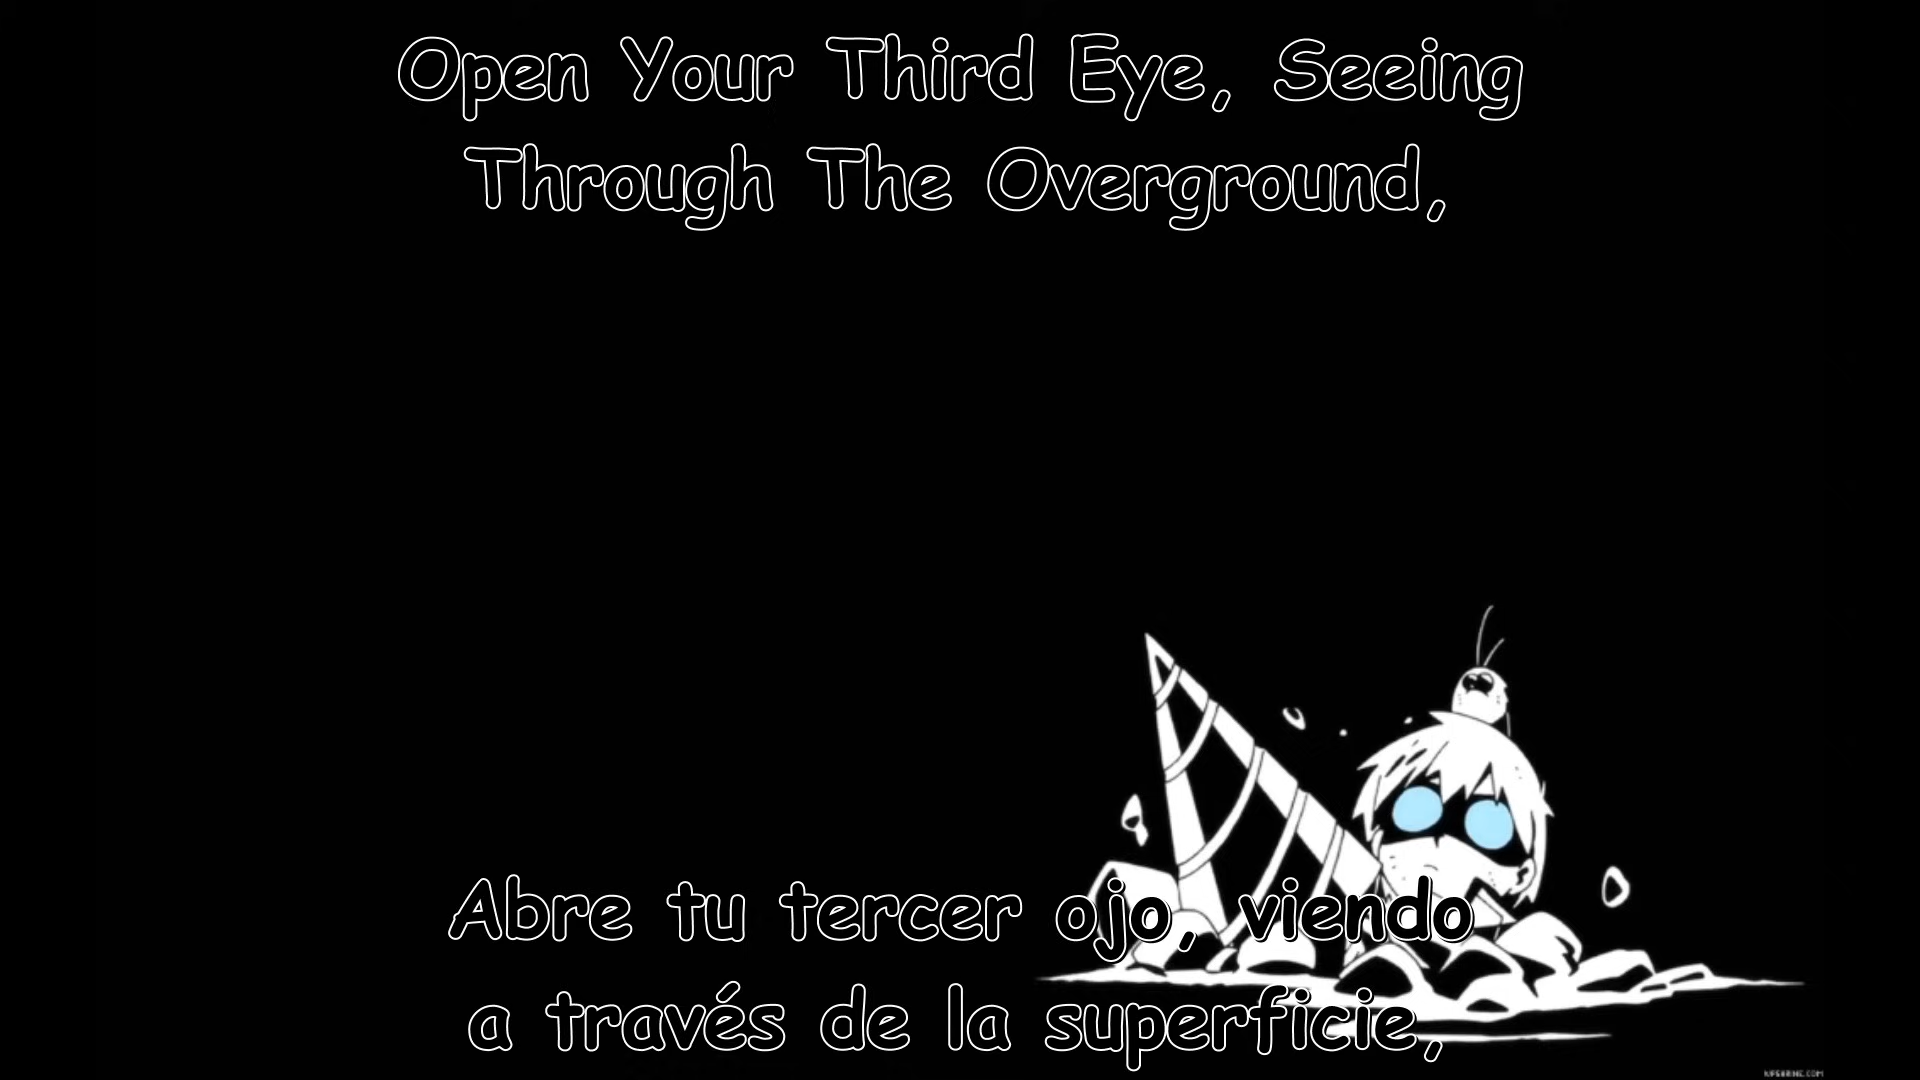 Open Your Third Eye, Seeing
Through The Overground,
Abre tu tercer ojo, viendo
a través de la superficie,